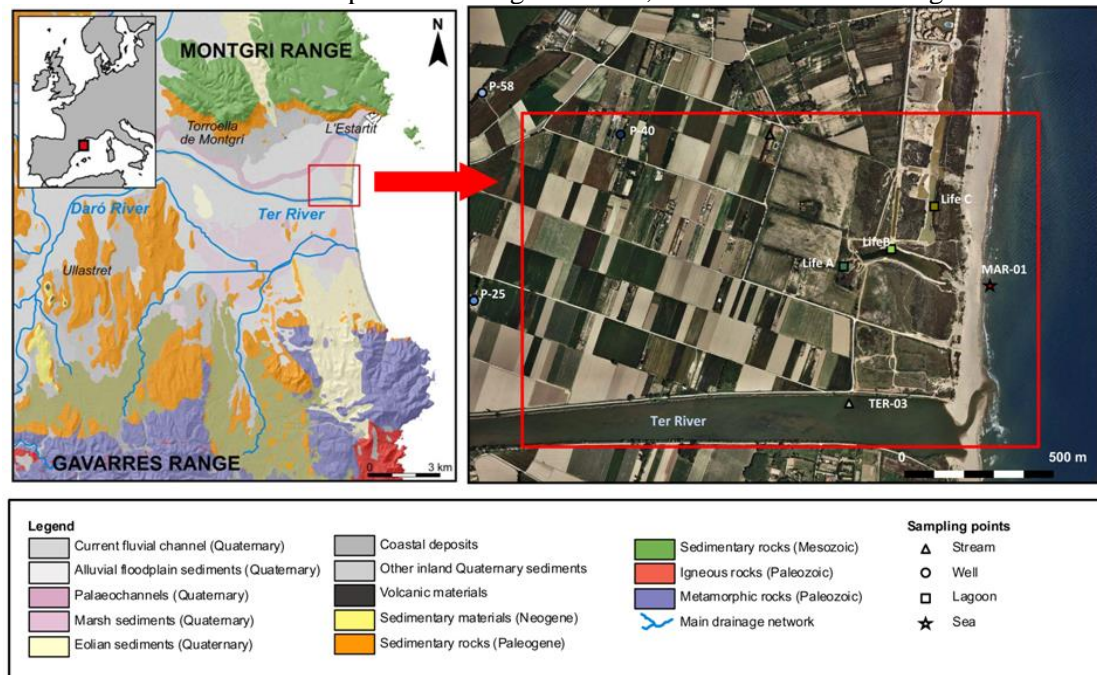 MONTGRI RANGE
N
Torroella
de Montgrí
L'Estartit
Daró River
Ter River
Ullastret
GAVARRES RANGE
0 3 km
P-58
P-40
P-25
Life C
LifeB
Life A
MAR-01
TER-03
Ter River
0 500 m
Legend
Current fluvial channel (Quaternary)
Alluvial floodplain sediments (Quaternary)
Palaeochannels (Quaternary)
Marsh sediments (Quaternary)
Eolian sediments (Quaternary)
Coastal deposits
Other inland Quaternary sediments
Volcanic materials
Sedimentary materials (Neogene)
Sedimentary rocks (Paleogene)
Sedimentary rocks (Mesozoic)
Igneous rocks (Paleozoic)
Metamorphic rocks (Paleozoic)
Main drainage network
Sampling points
Stream
Well
Lagoon
Sea